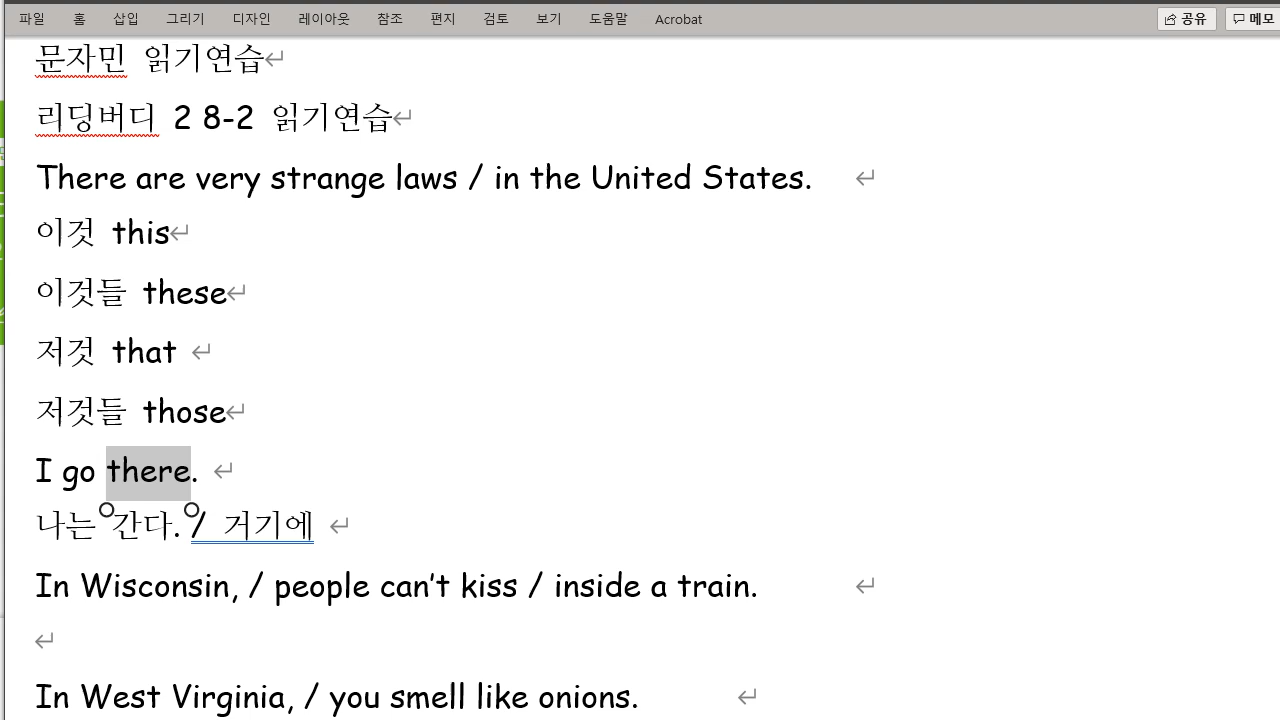 파일 홈 삽입 그리기 디자인 레이아웃 참조 편지 검토 보기 도움말 Acrobat 공유 메모
문자민 읽기연습
리딩버디 2 8-2 읽기연습
There are very strange laws / in the United States.
이것 this
이것들 these
저것 that
저것들 those
I go there.
나는 간다. / 거기에
In Wisconsin, / people can't kiss / inside a train.
In West Virginia, / you smell like onions.